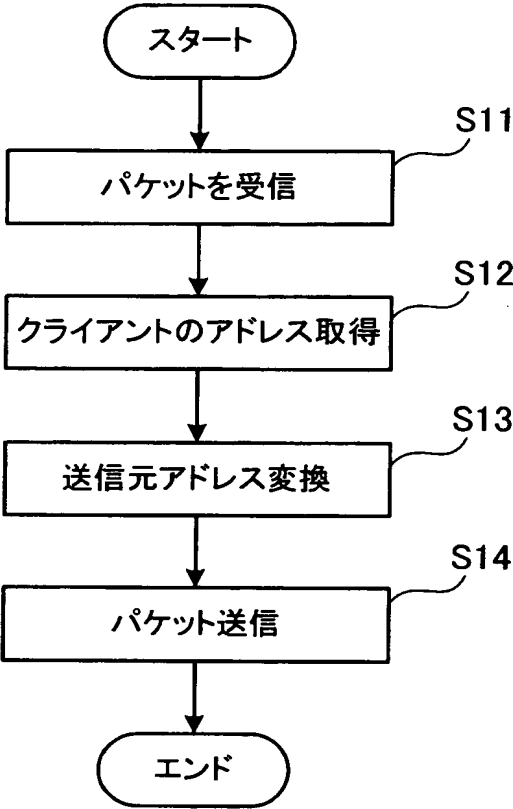 スタート
S11
パケットを受信
S12
クライアントのアドレス取得
S13
送信元アドレス変換
S14
パケット送信
エンド